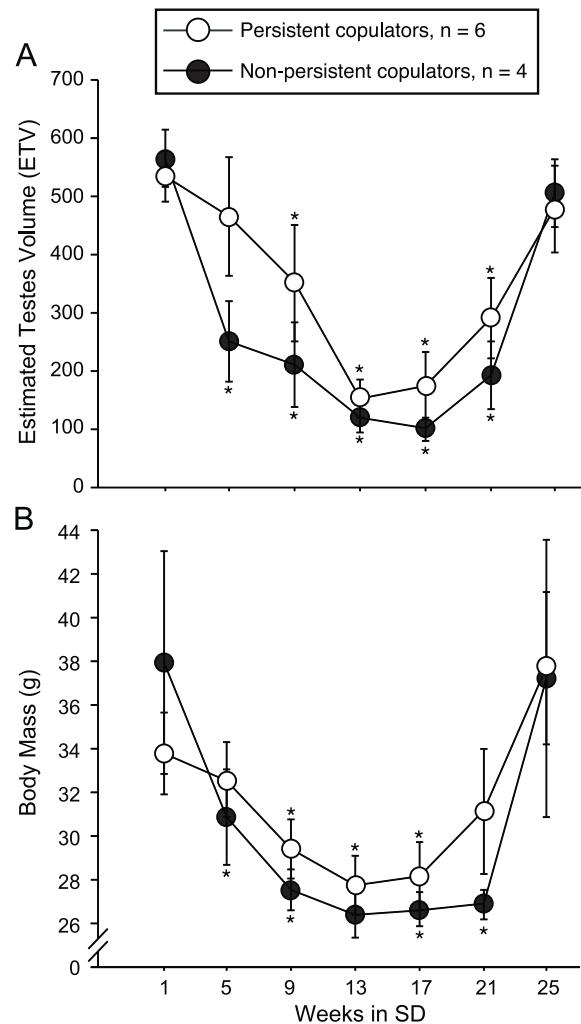 Persistent copulators, n = 6
Non-persistent copulators, n = 4
A
Estimated Testes Volume (ETV)
700
600
500
400
300
200
100
0
* * * * *
* * * * *
B
Body Mass (g)
44
42
40
38
36
34
32
30
28
26
0
* * *
* * * *
1 5 9 13 17 21 25
Weeks in SD